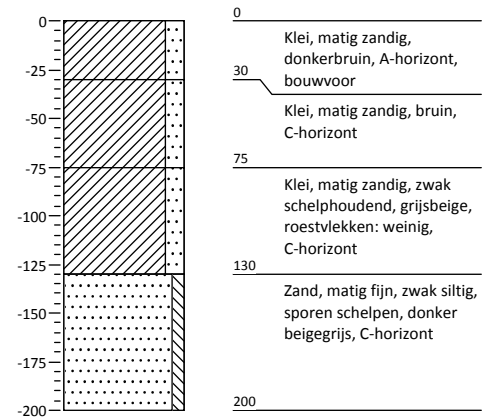 0
-25
-50
-75
-100
-125
-150
-175
-200
0
Klei, matig zandig,
donkerbruin, A-horizont,
bouwvoor
30
Klei, matig zandig, bruin,
C-horizont
75
Klei, matig zandig, zwak
schelphoudend, grijsbeige,
roestvlekken: weinig,
C-horizont
130
Zand, matig fijn, zwak siltig,
sporen schelpen, donker
beigegrijs, C-horizont
200